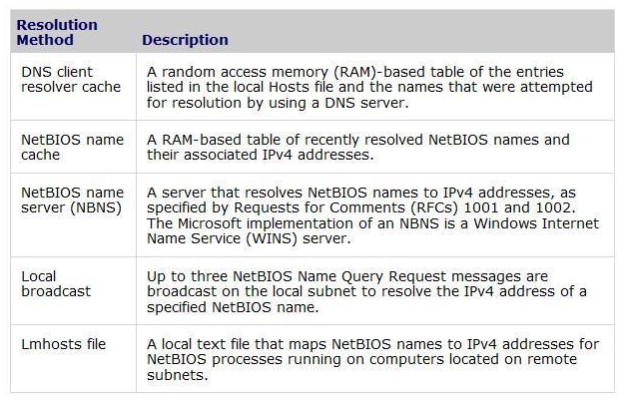 Resolution
Method Description
DNS client A random access memory (RAM)-based table of the entries
resolver cache listed in the local Hosts file and the names that were attempted
for resolution by using a DNS server.
NetBIOS name A RAM-based table of recently resolved NetBIOS names and
cache their associated IPv4 addresses.
NetBIOS name A server that resolves NetBIOS names to IPv4 addresses, as
server (NBNS) specified by Requests for Comments (RFCs) 1001 and 1002.
The Microsoft implementation of an NBNS is a Windows Internet
Name Service (WINS) server.
Local Up to three NetBIOS Name Query Request messages are
broadcast broadcast on the local subnet to resolve the IPv4 address of a
specified NetBIOS name.
Lmhosts file A local text file that maps NetBIOS names to IPv4 addresses for
NetBIOS processes running on computers located on remote
subnets.